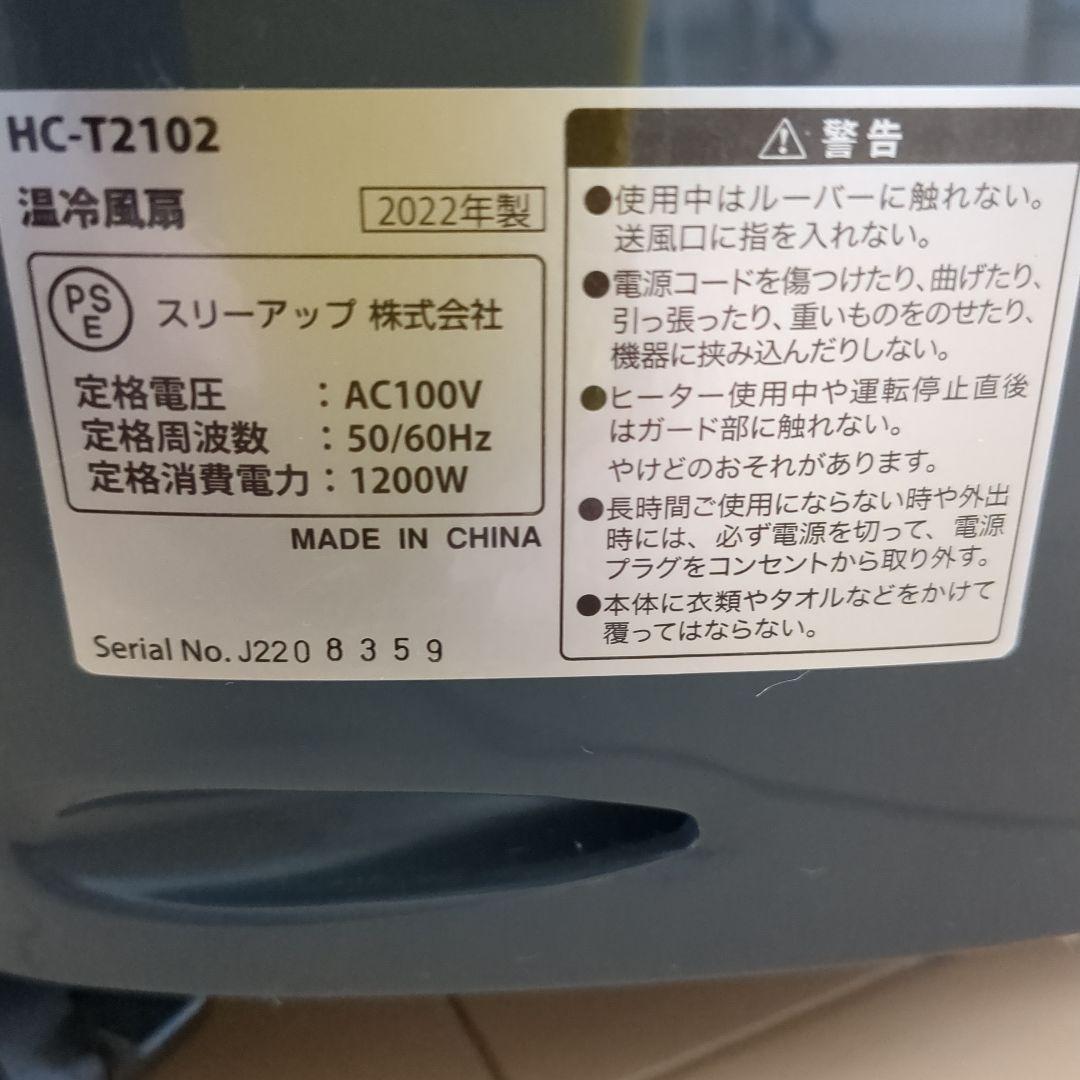 HC-T2102
温冷風扇
2022年製
PSE
スリーアップ 株式会社
定格電圧 : AC100V
定格周波数 : 50/60Hz
定格消費電力 : 1200W
MADE IN CHINA
Serial No. J2208359
⚠ 警告
●使用中はルーバーに触れない。
送風口に指を入れない。
●電源コードを傷つけたり、曲げたり、
引っ張ったり、重いものをのせたり、
機器に挟み込んだりしない。
●ヒーター使用中や運転停止直後
はガード部に触れない。
やけどのおそれがあります。
●長時間ご使用にならない時や外出
時には、必ず電源を切って、電源
プラグをコンセントから取り外す。
●本体に衣類やタオルなどをかけて
覆ってはならない。